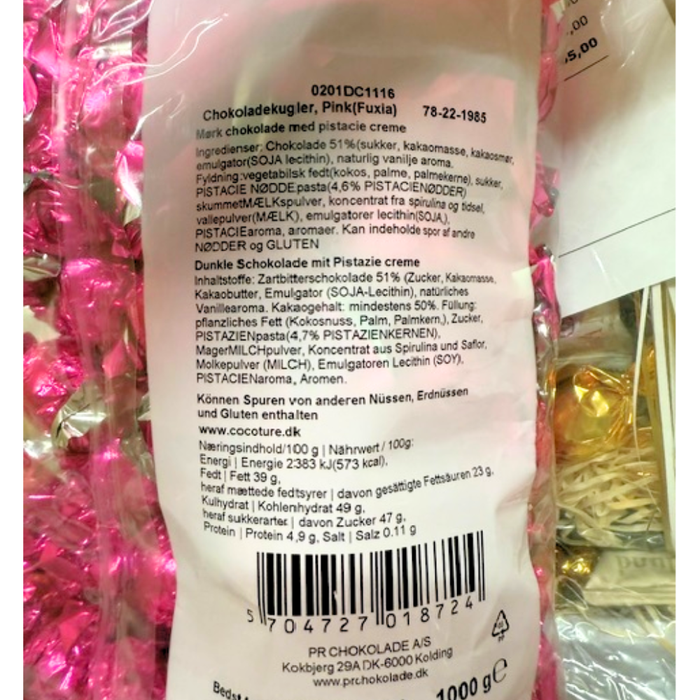 ,00
15,00
0201DC1116
Chokoladekugler, Pink(Fuxia) 78-22-1985
Mørk chokolade med pistacie creme
Ingredienser: Chokolade 51%(sukker, kakaomasse, kakaosmør,
emulgator(SOJA lecithin), naturlig vanilje aroma.
Fyldning:vegetabilsk fedt(kokos, palme, palmekerne), sukker,
PISTACIE NØDDEpasta(4,6% PISTACIENØDDER)
skummetMÆLKspulver, koncentrat fra spirulina og tidsel,
vallepulver(MÆLK), emulgatorer lecithin(SOJA,),
PISTACIEaroma, aromaer. Kan indeholde spor af andre
NØDDER og GLUTEN
Dunkle Schokolade mit Pistazie creme
Inhaltstoffe: Zartbitterschokolade 51% (Zucker, Kakaomasse,
Kakaobutter, Emulgator (SOJA-Lecithin), natürliches
Vanillearoma. Kakaogehalt: mindestens 50%. Füllung:
pflanzliches Fett (Kokosnuss, Palm, Palmkern,), Zucker,
PISTAZIENpasta(4,7% PISTAZIENKERNEN),
MagerMILCHpulver, Koncentrat aus Spirulina und Saflor,
Molkepulver (MILCH), Emulgatoren Lecithin (SOY),
PISTACIENaroma, Aromen.
Können Spuren von anderen Nüssen, Erdnüssen
und Gluten enthalten
www.cocoture.dk
Næringsindhold/100 g | Nährwert / 100g:
Energi | Energie 2383 kJ(573 kcal),
Fedt | Fett 39 g,
heraf mættede fedtsyrer | davon gesättigte Fettsäuren 23 g,
Kulhydrat | Kohlenhydrat 49 g,
heraf sukkerarter | davon Zucker 47 g,
Protein | Protein 4,9 g, Salt | Salz 0.11 g
5 704727 018724
PR CHOKOLADE A/S
Kokbjerg 29A DK-6000 Kolding
www.prchokolade.dk
1000 g℮